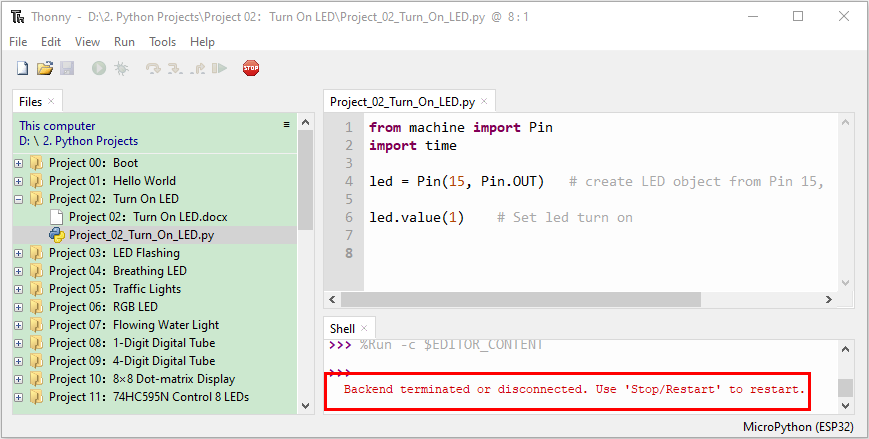 Thonny - D:\2. Python Projects\Project 02：Turn On LED\Project_02_Turn_On_LED.py @ 8 : 1
File Edit View Run Tools Help
STOP
Files ×
This computer
D: \ 2. Python Projects
Project 00：Boot
Project 01：Hello World
Project 02：Turn On LED
Project 02：Turn On LED.docx
Project_02_Turn_On_LED.py
Project 03：LED Flashing
Project 04：Breathing LED
Project 05：Traffic Lights
Project 06：RGB LED
Project 07：Flowing Water Light
Project 08：1-Digit Digital Tube
Project 09：4-Digit Digital Tube
Project 10：8×8 Dot-matrix Display
Project 11：74HC595N Control 8 LEDs
Project_02_Turn_On_LED.py ×
1 from machine import Pin
2 import time
3
4 led = Pin(15, Pin.OUT) # create LED object from Pin 15,
5
6 led.value(1) # Set led turn on
7
8
Shell ×
>>> %Run -c $EDITOR_CONTENT
>>>
Backend terminated or disconnected. Use 'Stop/Restart' to restart.
MicroPython (ESP32)